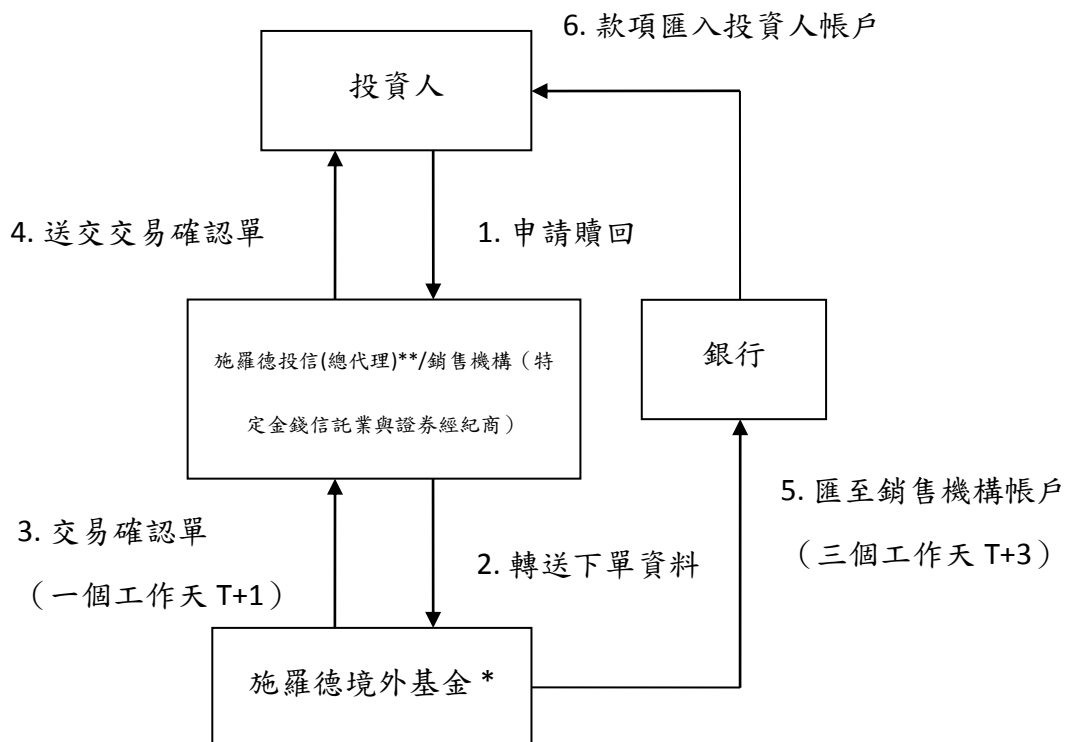 6. 款項匯入投資人帳戶
投資人
4. 送交交易確認單
1. 申請贖回
施羅德投信(總代理)**/銷售機構（特
定金錢信託業與證券經紀商）
銀行
3. 交易確認單
（一個工作天 T+1）
2. 轉送下單資料
5. 匯至銷售機構帳戶
（三個工作天 T+3）
施羅德境外基金 *